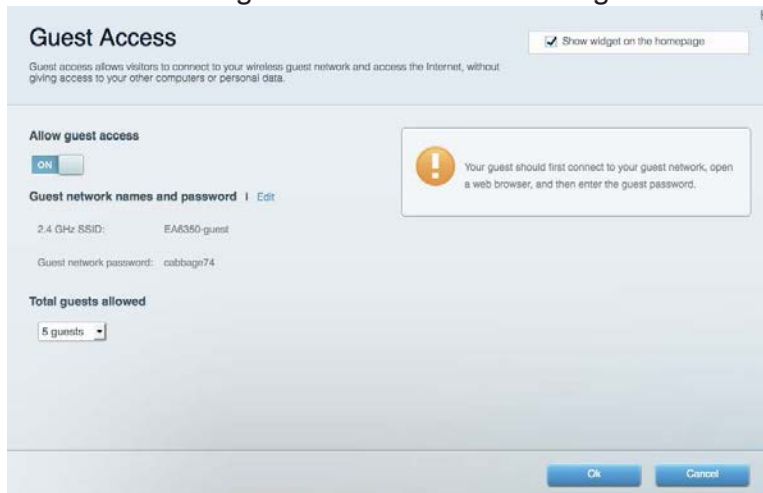 Guest Access
Show widget on the homepage
Guest access allows visitors to connect to your wireless guest network and access the Internet, without
giving access to your other computers or personal data.
Allow guest access
ON
Your guest should first connect to your guest network, open
a web browser, and then enter the guest password.
Guest network names and password | Edit
2.4 GHz SSID: EA6350-guest
Guest network password: cabbage74
Total guests allowed
5 guests
Ok Cancel